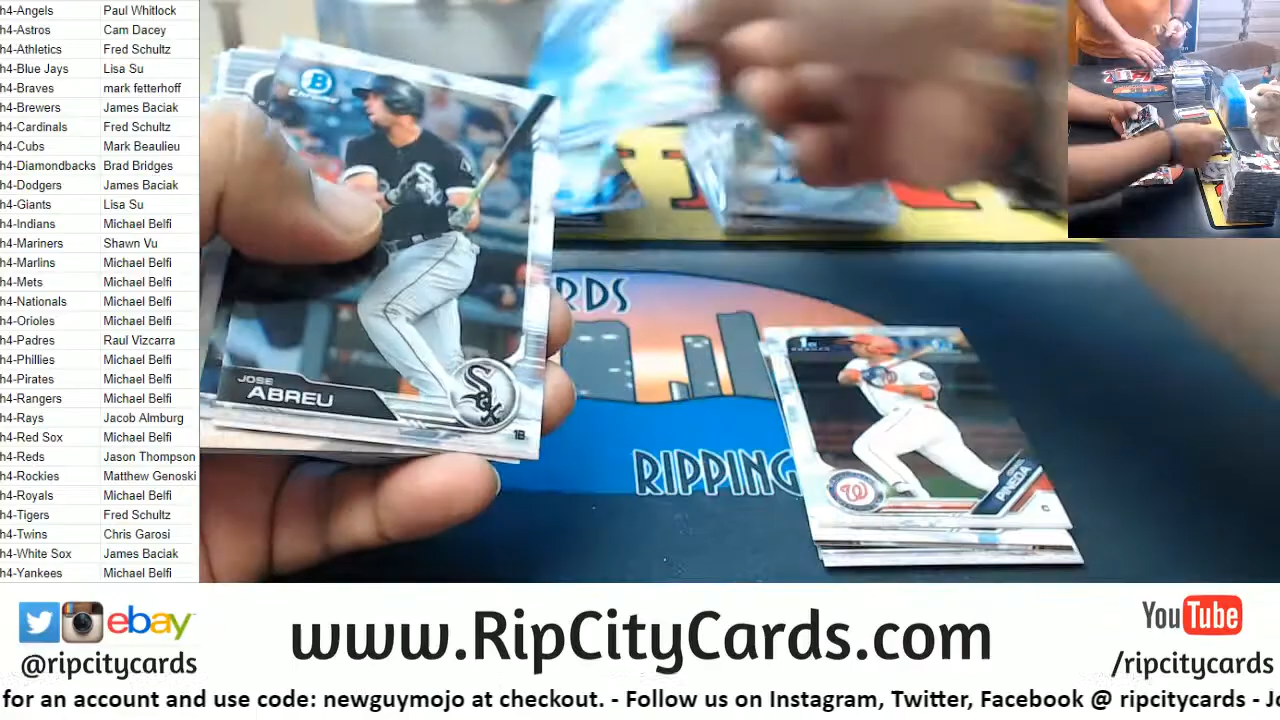 h4-Angels Paul Whitlock
h4-Astros Cam Dacey
h4-Athletics Fred Schultz
h4-Blue Jays Lisa Su
h4-Braves mark fetterhoff
h4-Brewers James Baciak
h4-Cardinals Fred Schultz
h4-Cubs Mark Beaulieu
h4-Diamondbacks Brad Bridges
h4-Dodgers James Baciak
h4-Giants Lisa Su
h4-Indians Michael Belfi
h4-Mariners Shawn Vu
h4-Marlins Michael Belfi
h4-Mets Michael Belfi
h4-Nationals Michael Belfi
h4-Orioles Michael Belfi
h4-Padres Raul Vizcarra
h4-Phillies Michael Belfi
h4-Pirates Michael Belfi
h4-Rangers Michael Belfi
h4-Rays Jacob Almburg
h4-Red Sox Michael Belfi
h4-Reds Jason Thompson
h4-Rockies Matthew Genoski
h4-Royals Michael Belfi
h4-Tigers Fred Schultz
h4-Twins Chris Garosi
h4-White Sox James Baciak
h4-Yankees Michael Belfi
B
CHROME
JOSE
ABREU
Sox
1B
RDS
RIPPING
1st
PINEDA
W
C
ebay
@ripcitycards
www.RipCityCards.com
YouTube
/ripcitycards
for an account and use code: newguymojo at checkout. - Follow us on Instagram, Twitter, Facebook @ ripcitycards - Jo